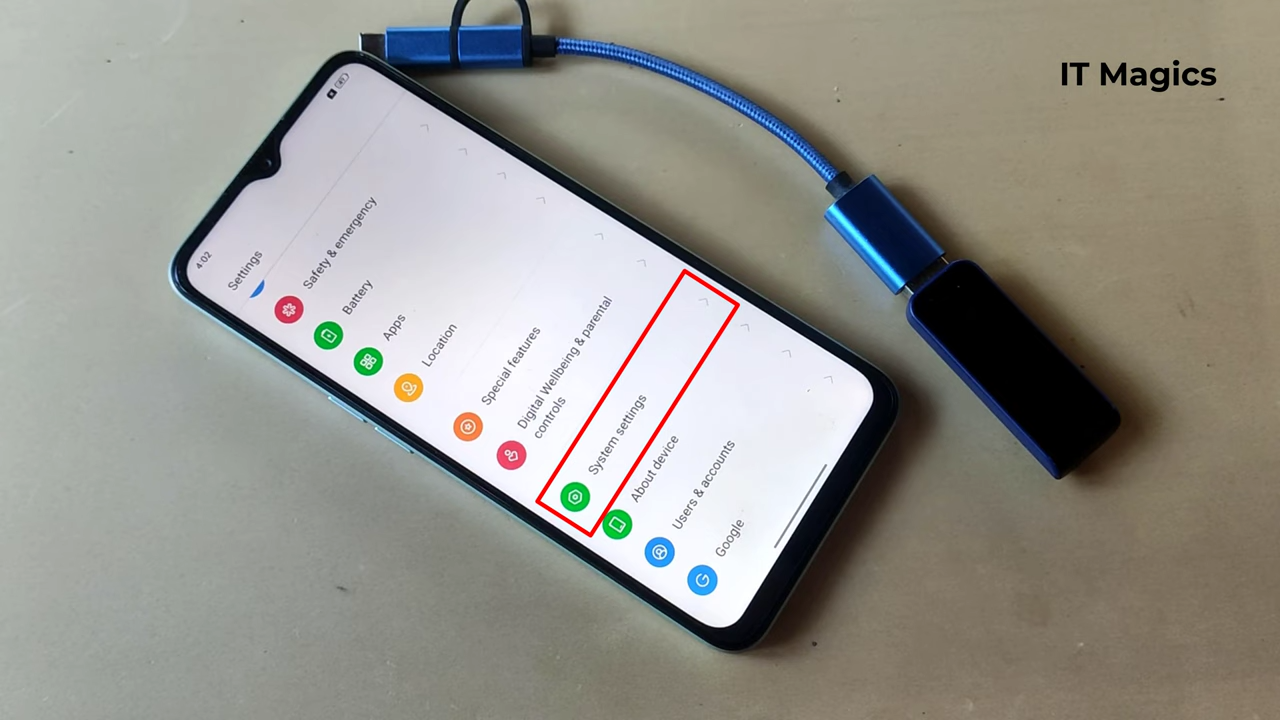 IT Magics
4:02
Settings
Safety & emergency
Battery
Apps
Location
Special features
Digital Wellbeing & parental
controls
System settings
About device
Users & accounts
Google